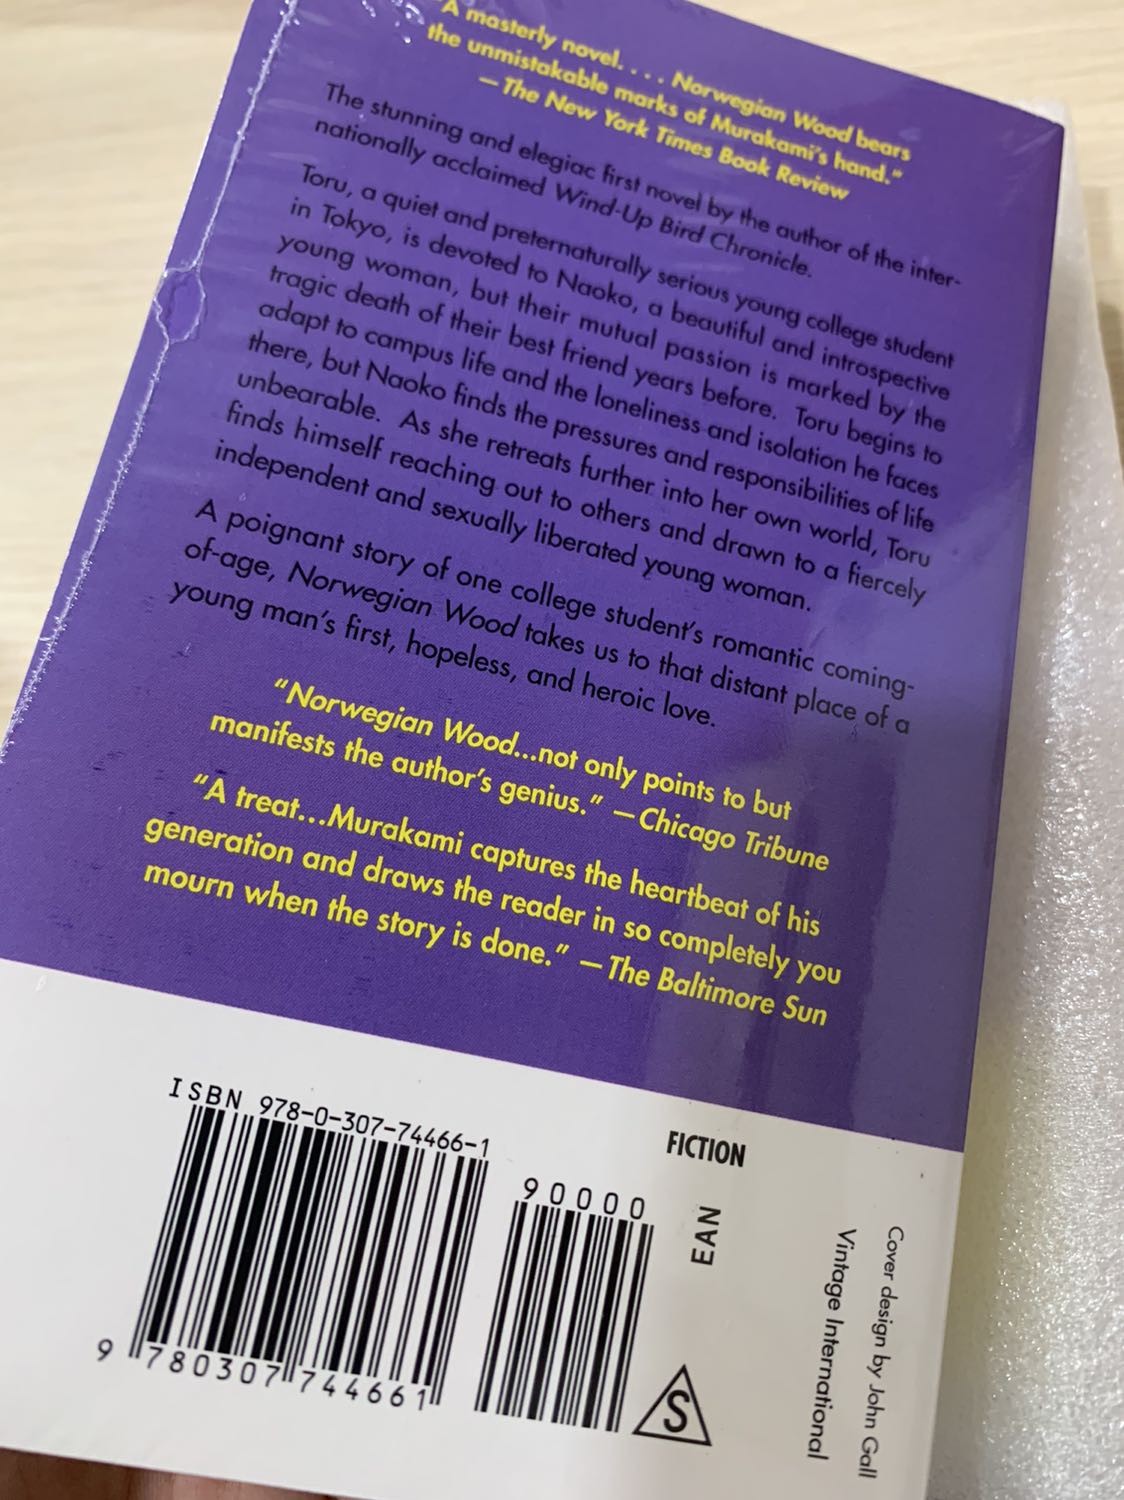 "A masterly novel. . . . Norwegian Wood bears
the unmistakable marks of Murakami's hand."
—The New York Times Book Review
The stunning and elegiac first novel by the author of the inter-
nationally acclaimed Wind-Up Bird Chronicle.
Toru, a quiet and preternaturally serious young college student
in Tokyo, is devoted to Naoko, a beautiful and introspective
young woman, but their mutual passion is marked by the
tragic death of their best friend years before. Toru begins to
adapt to campus life and the loneliness and isolation he faces
there, but Naoko finds the pressures and responsibilities of life
unbearable. As she retreats further into her own world, Toru
finds himself reaching out to others and drawn to a fiercely
independent and sexually liberated young woman.
A poignant story of one college student's romantic coming-
of-age, Norwegian Wood takes us to that distant place of a
young man's first, hopeless, and heroic love.
"Norwegian Wood...not only points to but
manifests the author's genius." —Chicago Tribune
"A treat...Murakami captures the heartbeat of his
generation and draws the reader in so completely you
mourn when the story is done." —The Baltimore Sun
ISBN 978-0-307-74466-1
90000
9 780307 744661
FICTION
EAN
S
Cover design by John Gall
Vintage International